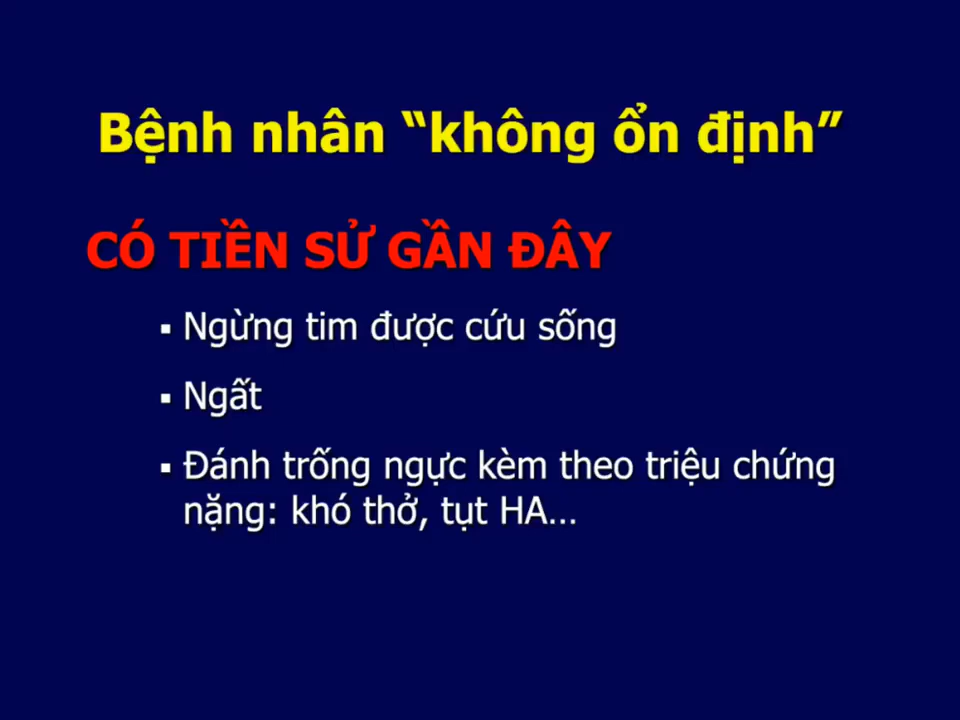 Bệnh nhân “không ổn định”
CÓ TIỀN SỬ GẦN ĐÂY
▪ Ngừng tim được cứu sống
▪ Ngất
▪ Đánh trống ngực kèm theo triệu chứng
nặng: khó thở, tụt HA…